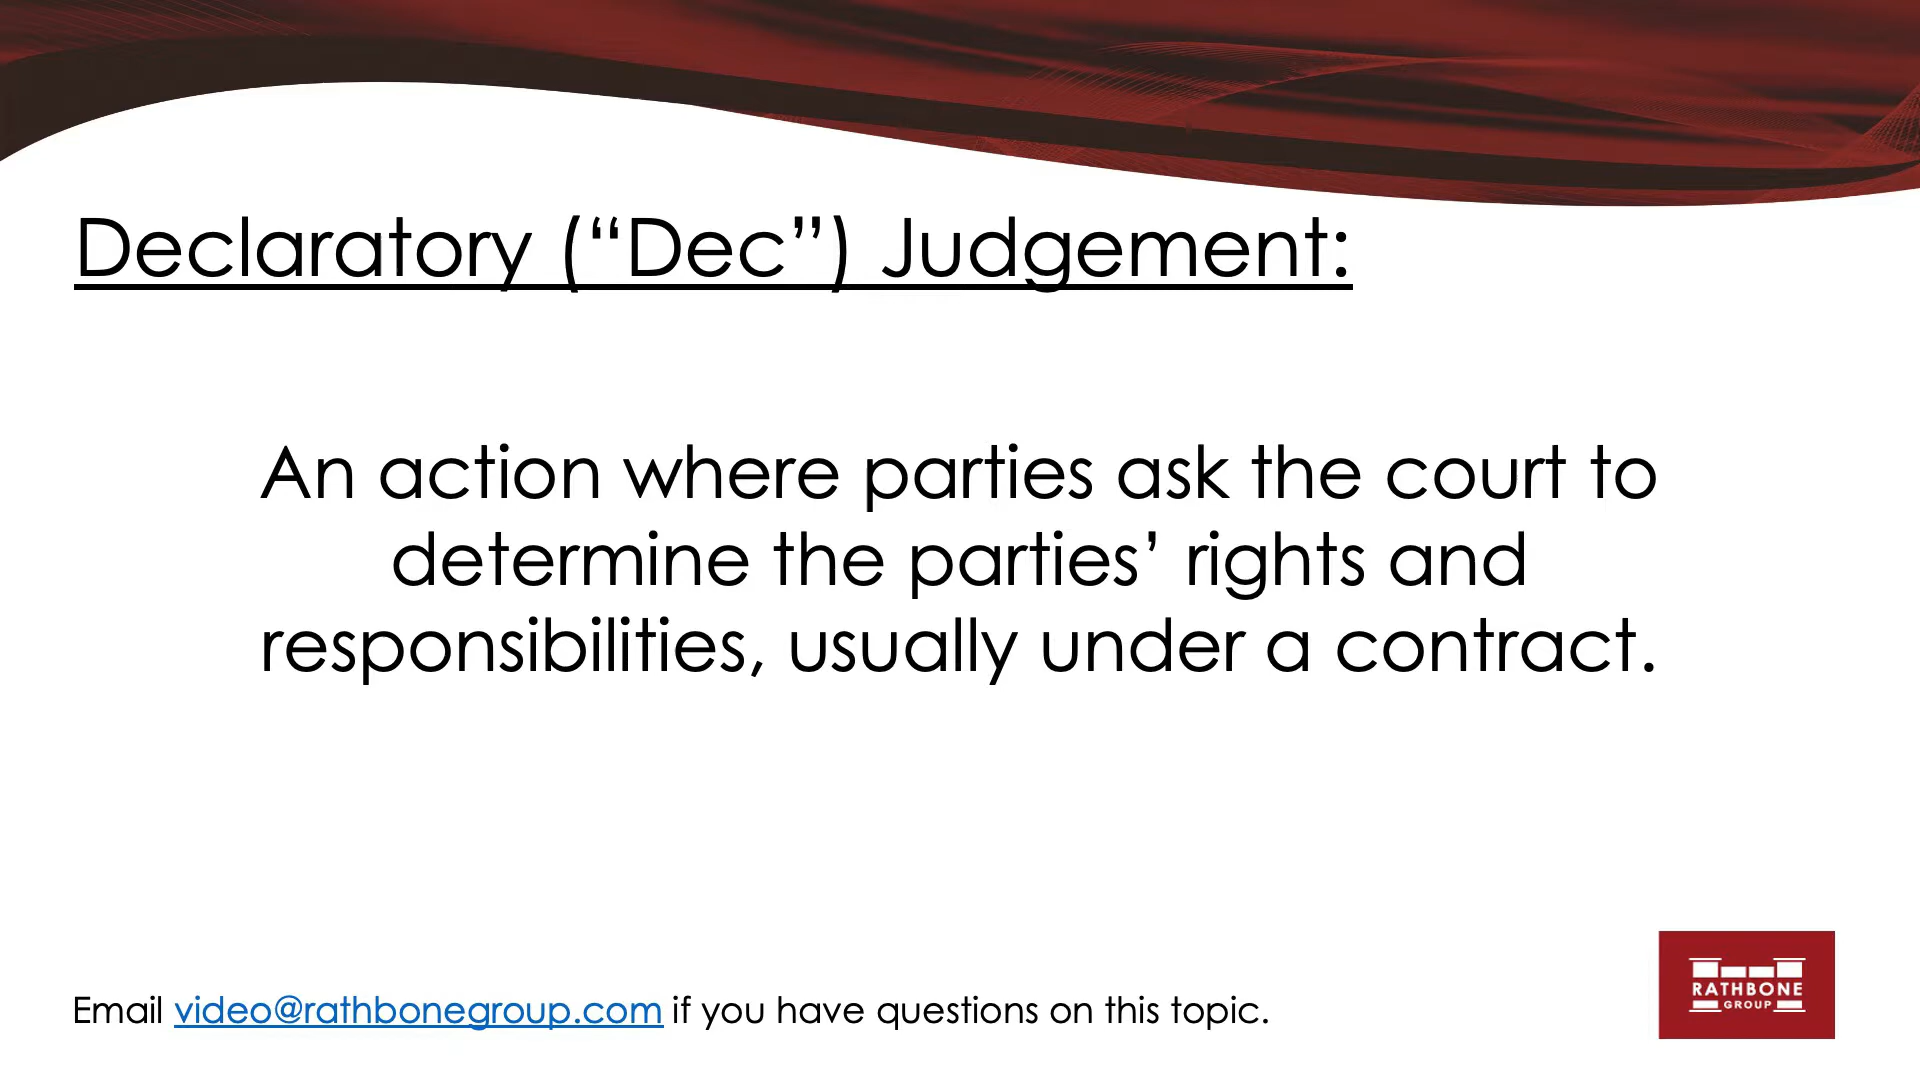 Declaratory (“Dec”) Judgement:
An action where parties ask the court to
determine the parties’ rights and
responsibilities, usually under a contract.
Email video@rathbonegroup.com if you have questions on this topic.
RATHBONE
GROUP